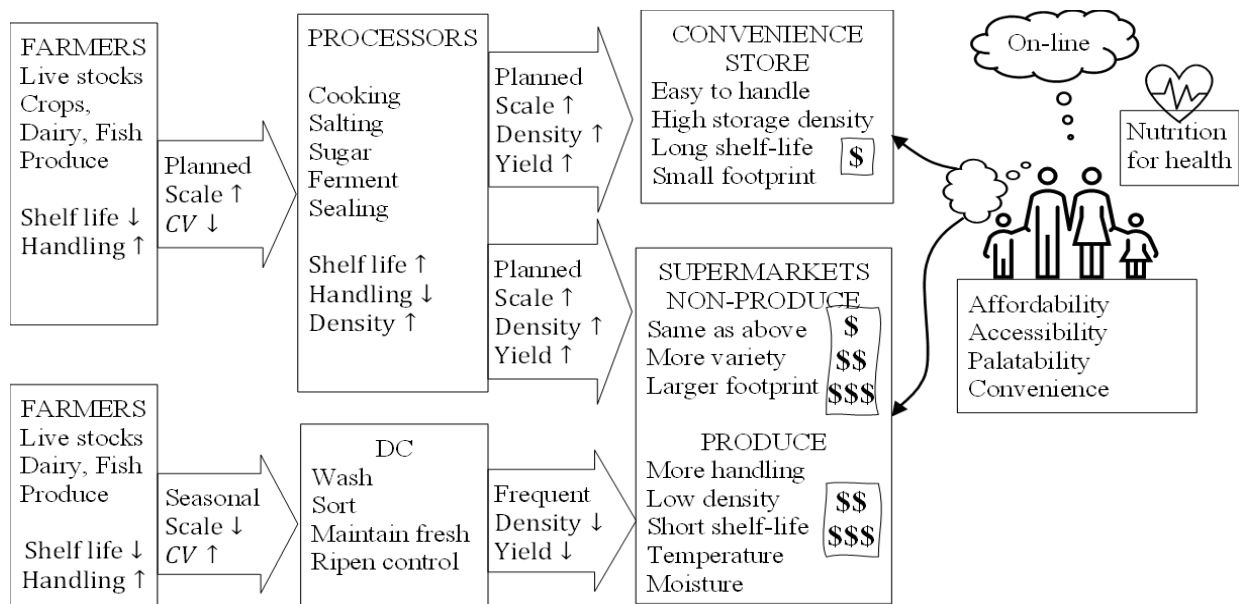 FARMERS
Live stocks
Crops,
Dairy, Fish
Produce
Shelf life ↓
Handling ↑
Planned
Scale ↑
CV ↓
PROCESSORS
Cooking
Salting
Sugar
Ferment
Sealing
Shelf life ↑
Handling ↓
Density ↑
Planned
Scale ↑
Density ↑
Yield ↑
Planned
Scale ↑
Density ↑
Yield ↑
CONVENIENCE
STORE
Easy to handle
High storage density
Long shelf-life
Small footprint
$
On-line
Nutrition
for health
Affordability
Accessibility
Palatability
Convenience
SUPERMARKETS
NON-PRODUCE
Same as above
More variety
Larger footprint
$
$$
$$$
FARMERS
Live stocks
Dairy, Fish
Produce
Shelf life ↓
Handling ↑
Seasonal
Scale ↓
CV ↑
DC
Wash
Sort
Maintain fresh
Ripen control
Frequent
Density ↓
Yield ↓
PRODUCE
More handling
Low density
Short shelf-life
Temperature
Moisture
$$
$$$